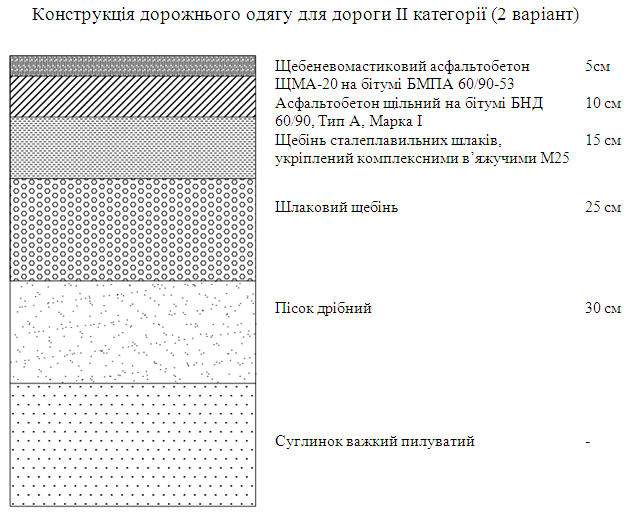 Конструкція дорожнього одягу для дороги ІІ категорії (2 варіант)
Щебеневомастиковий асфальтобетон 5см
ЩМА-20 на бітумі БМПА 60/90-53
Асфальтобетон щільний на бітумі БНД 10 см
60/90, Тип А, Марка І
Щебінь сталеплавильних шлаків, 15 см
укріплений комплексними в’яжучими М25
Шлаковий щебінь 25 см
Пісок дрібний 30 см
Суглинок важкий пилуватий -